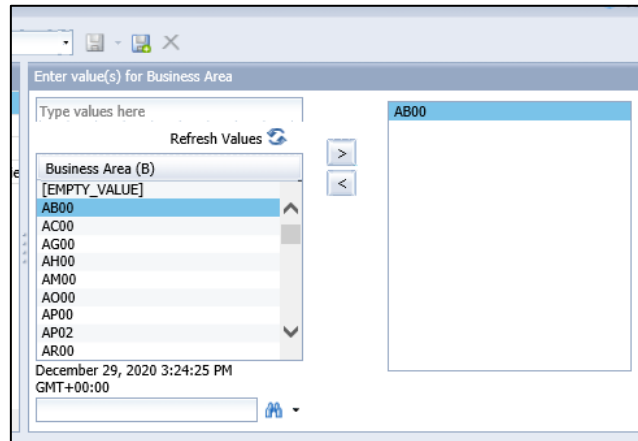 Enter value(s) for Business Area
Type values here
Refresh Values
>
<
AB00
Business Area (B)
[EMPTY_VALUE]
AB00
AC00
AG00
AH00
AM00
AO00
AP00
AP02
AR00
December 29, 2020 3:24:25 PM
GMT+00:00